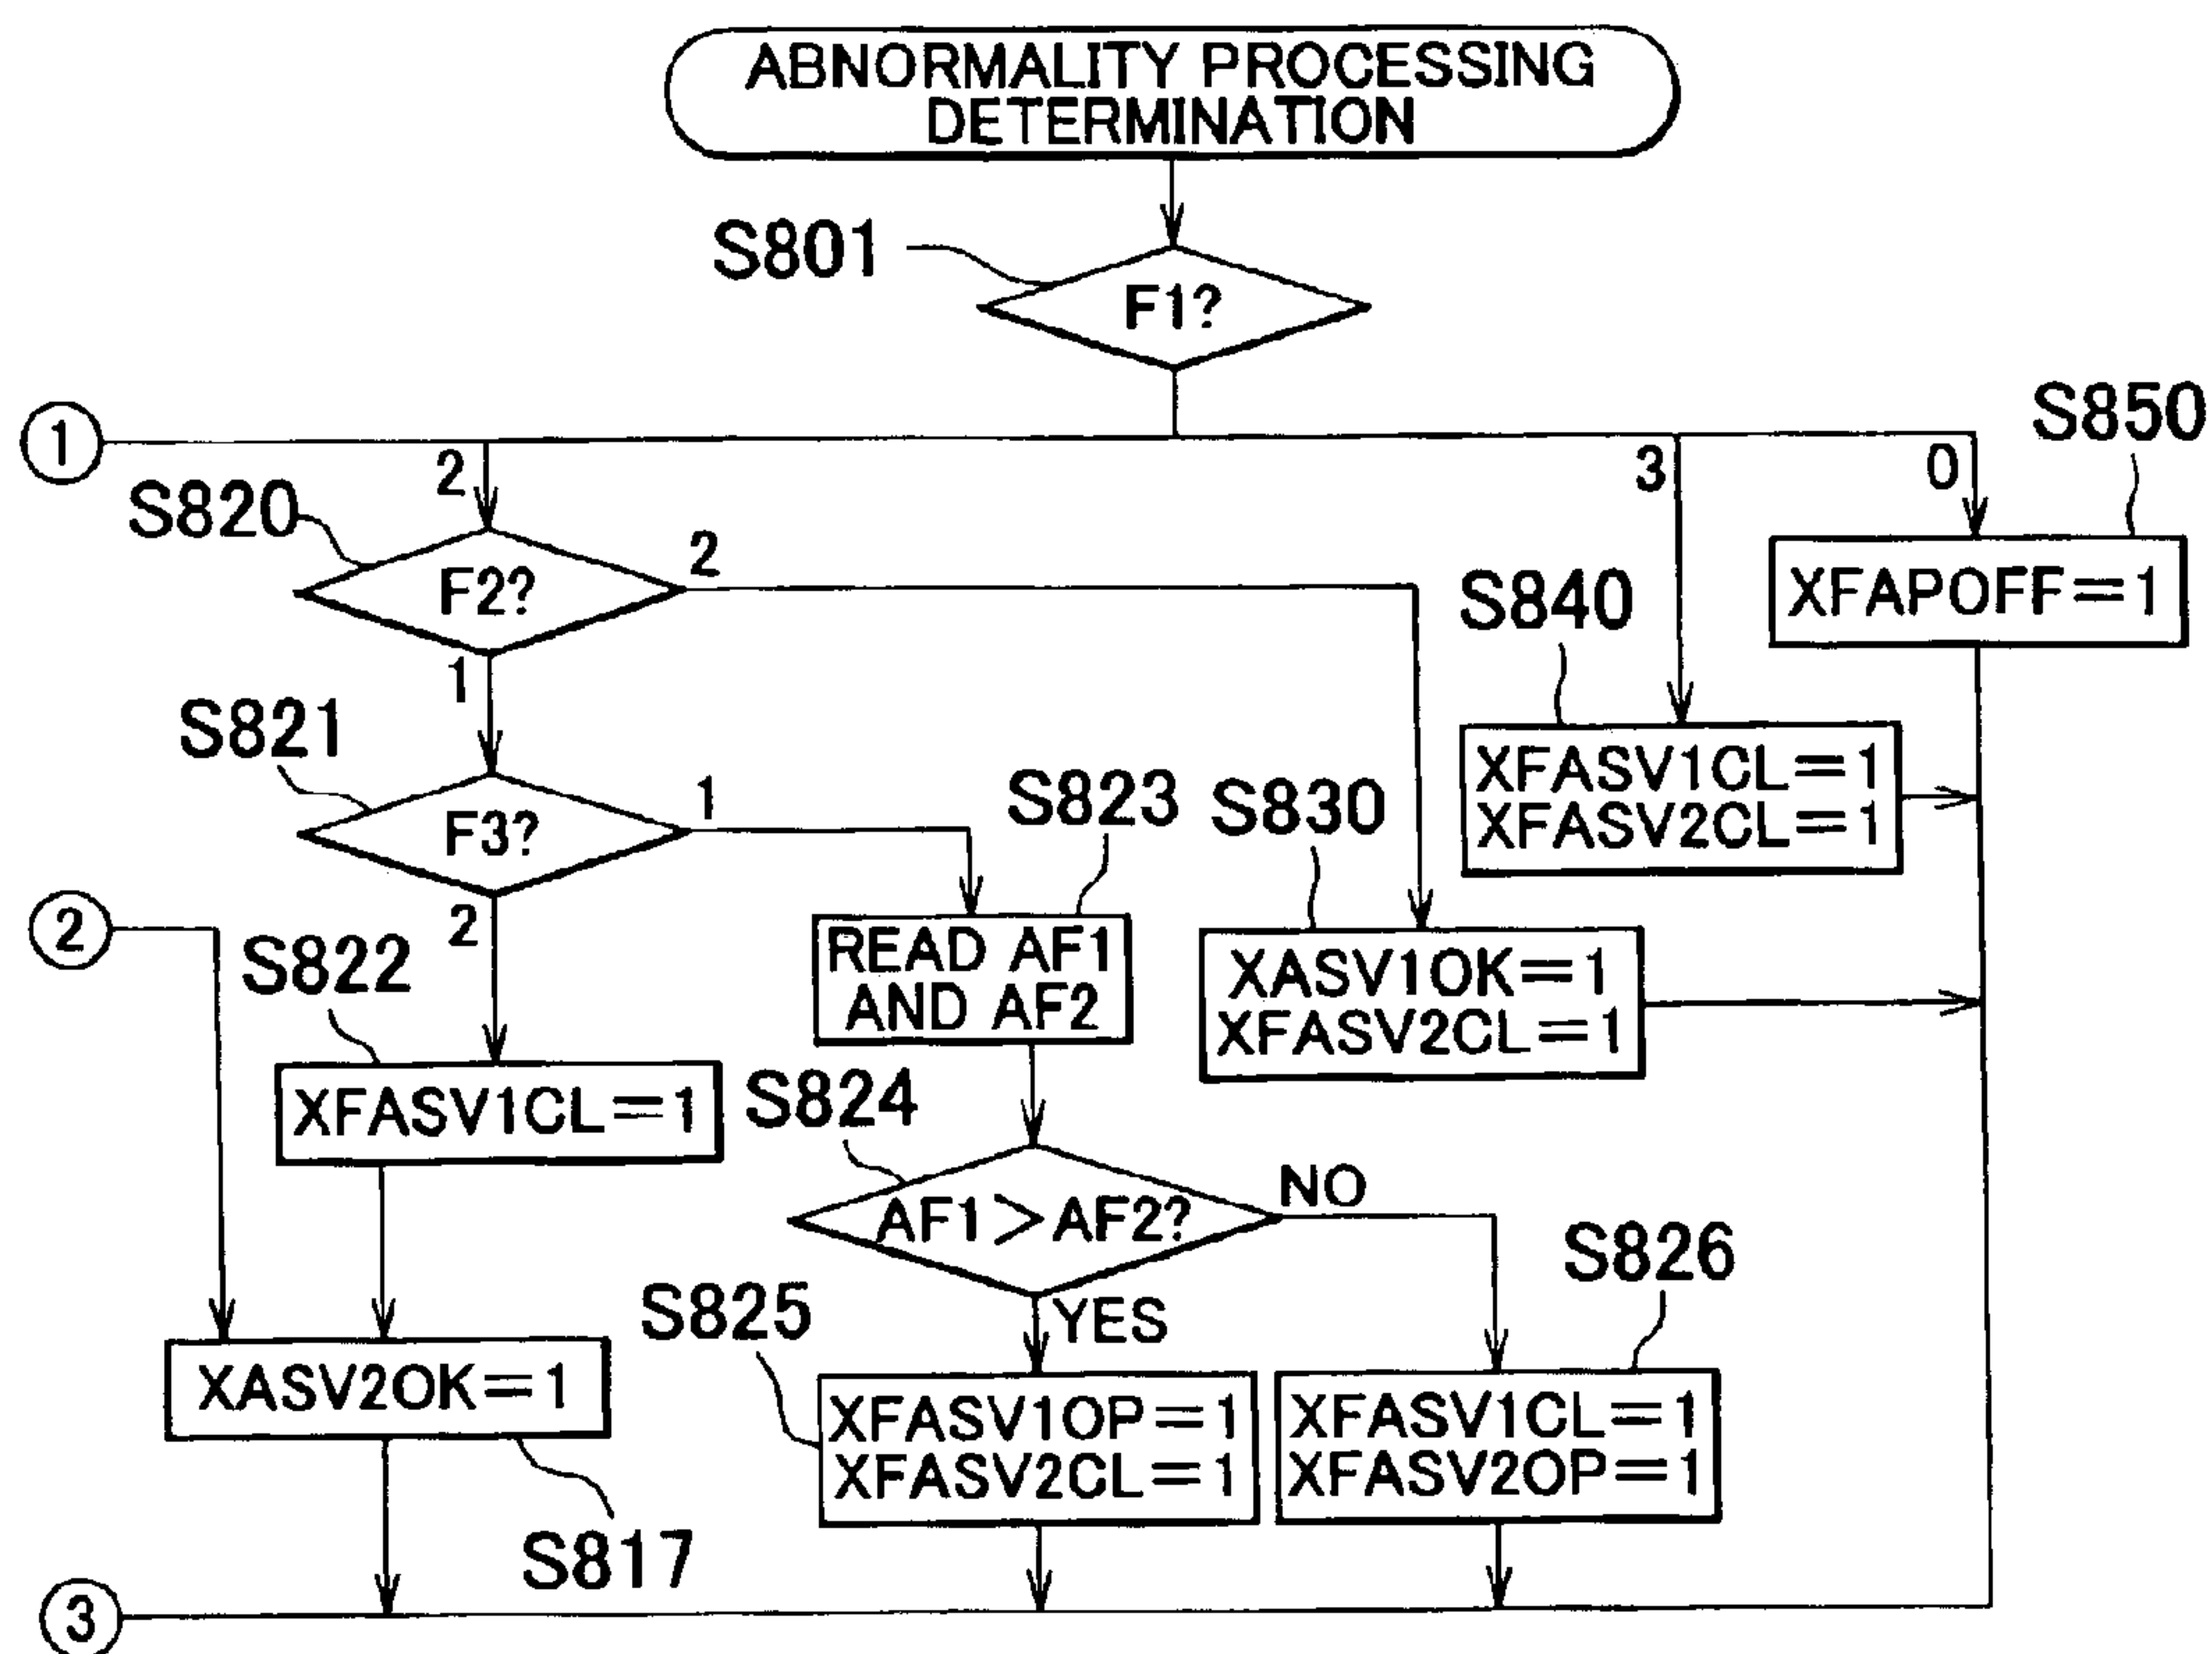 ABNORMALITY PROCESSING
DETERMINATION
S801
F1?
1
2
3
0
S850
S820
F2?
2
S840
XFAPOFF=1
1
S821
F3?
1
S823
S830
XFASV1CL=1
XFASV2CL=1
2
2
S822
READ AF1
AND AF2
XASV1OK=1
XFASV2CL=1
XFASV1CL=1
S824
AF1>AF2?
NO
S826
S825
YES
XASV2OK=1
XFASV1OP=1
XFASV2CL=1
XFASV1CL=1
XFASV2OP=1
S817
3